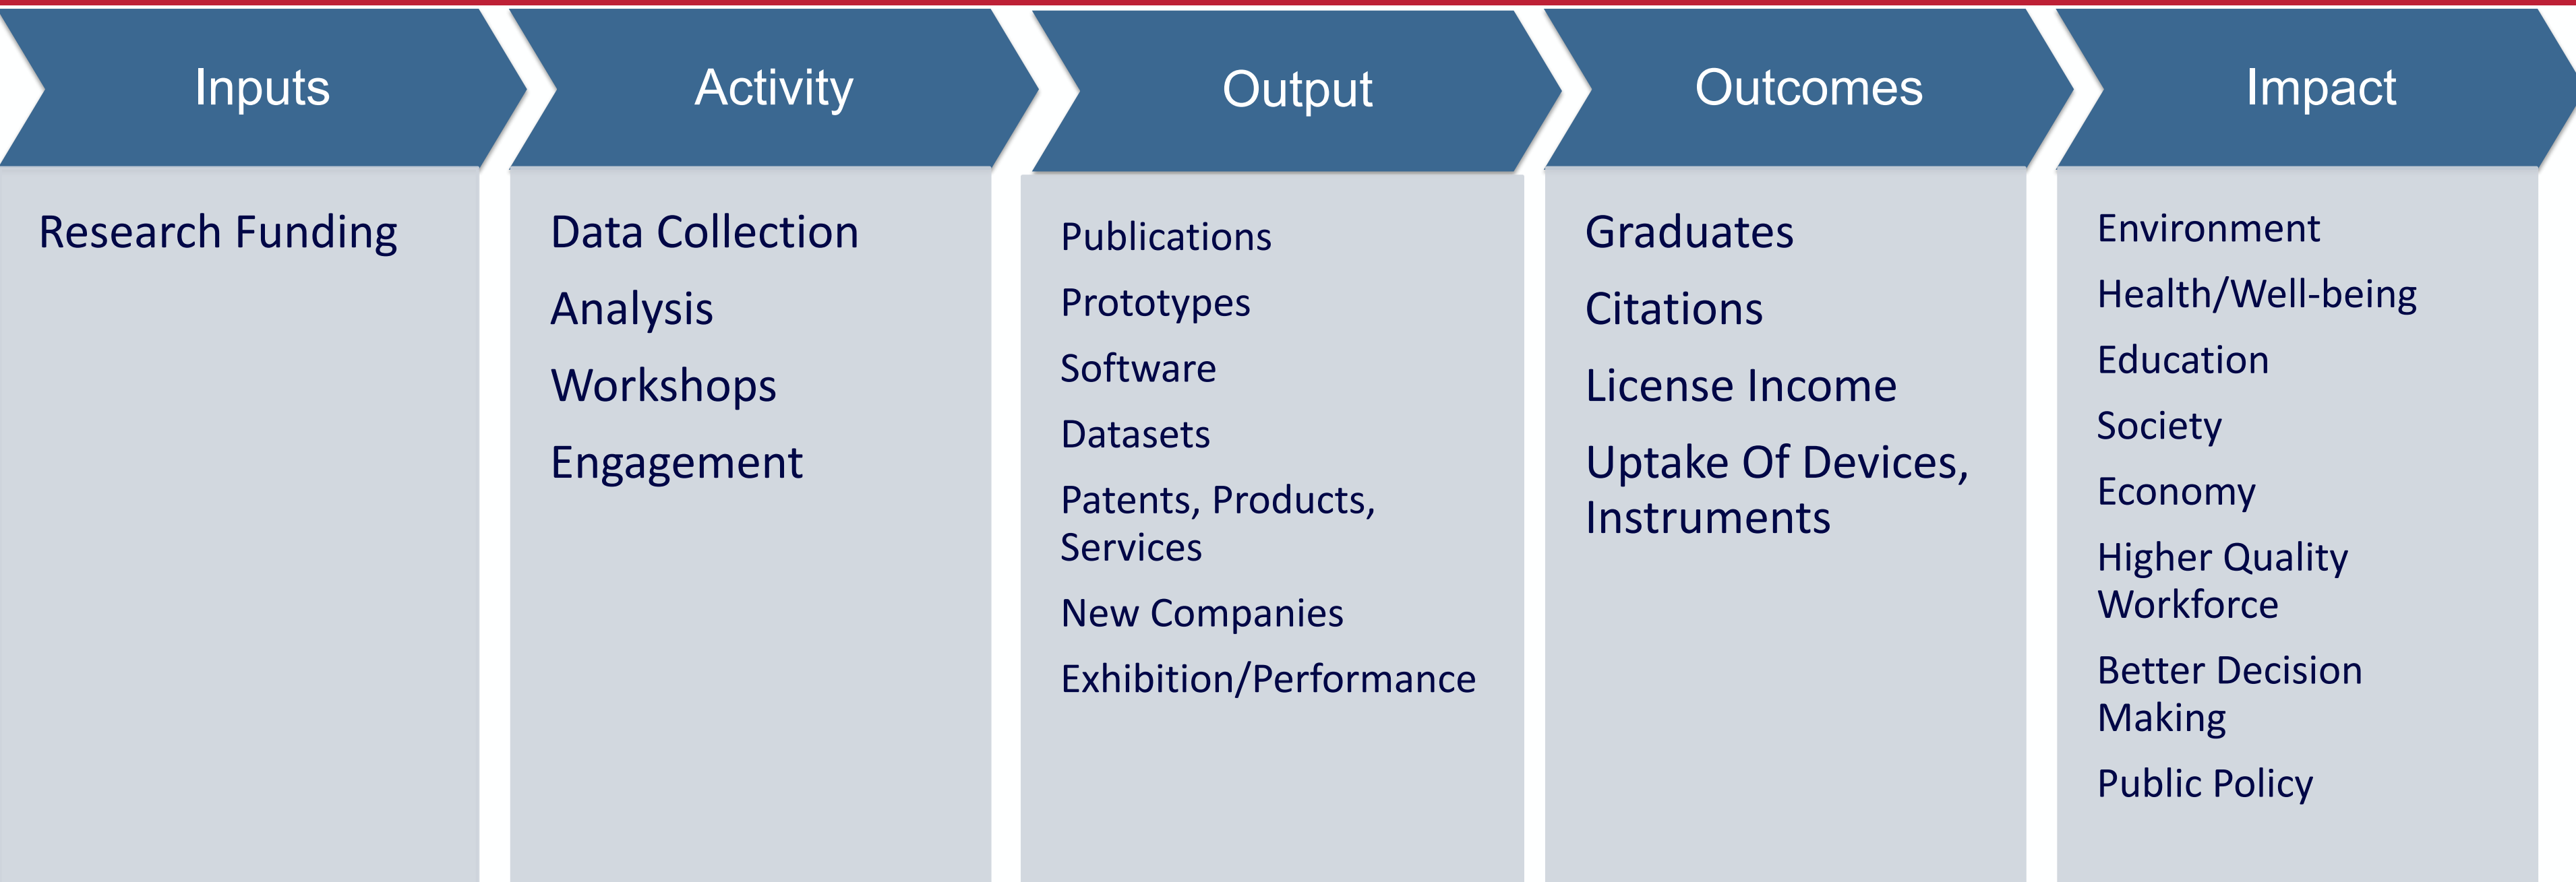 Inputs
Research Funding
Activity
Data Collection
Analysis
Workshops
Engagement
Output
Publications
Prototypes
Software
Datasets
Patents, Products,
Services
New Companies
Exhibition/Performance
Outcomes
Graduates
Citations
License Income
Uptake Of Devices,
Instruments
Impact
Environment
Health/Well-being
Education
Society
Economy
Higher Quality
Workforce
Better Decision
Making
Public Policy